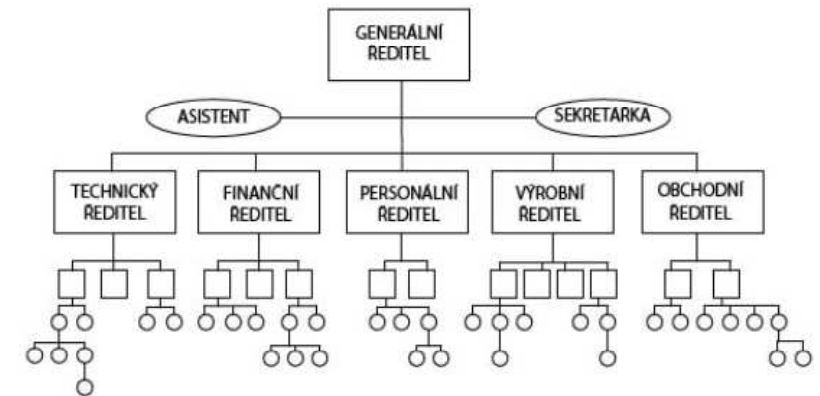 GENERÁLNÍ
ŘEDITEL
ASISTENT
SEKRETÁRKA
TECHNICKÝ
ŘEDITEL
FINANČNÍ
ŘEDITEL
PERSONÁLNÍ
ŘEDITEL
VÝROBNÍ
ŘEDITEL
OBCHODNÍ
ŘEDITEL